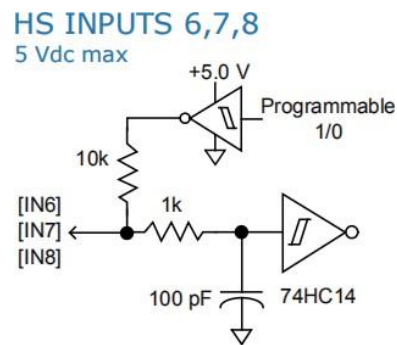 HS INPUTS 6,7,8
5 Vdc max
+5.0 V
Programmable
1/0
10k
[IN6]
[IN7]
[IN8]
1k
100 pF
74HC14